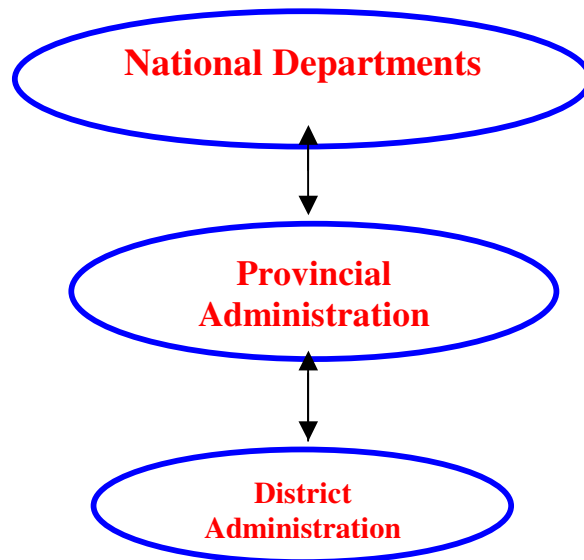 National Departments
Provincial
Administration
District
Administration